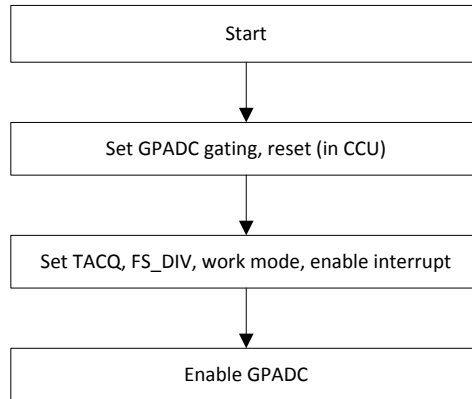 Start
Set GPADC gating, reset (in CCU)
Set TACQ, FS_DIV, work mode, enable interrupt
Enable GPADC